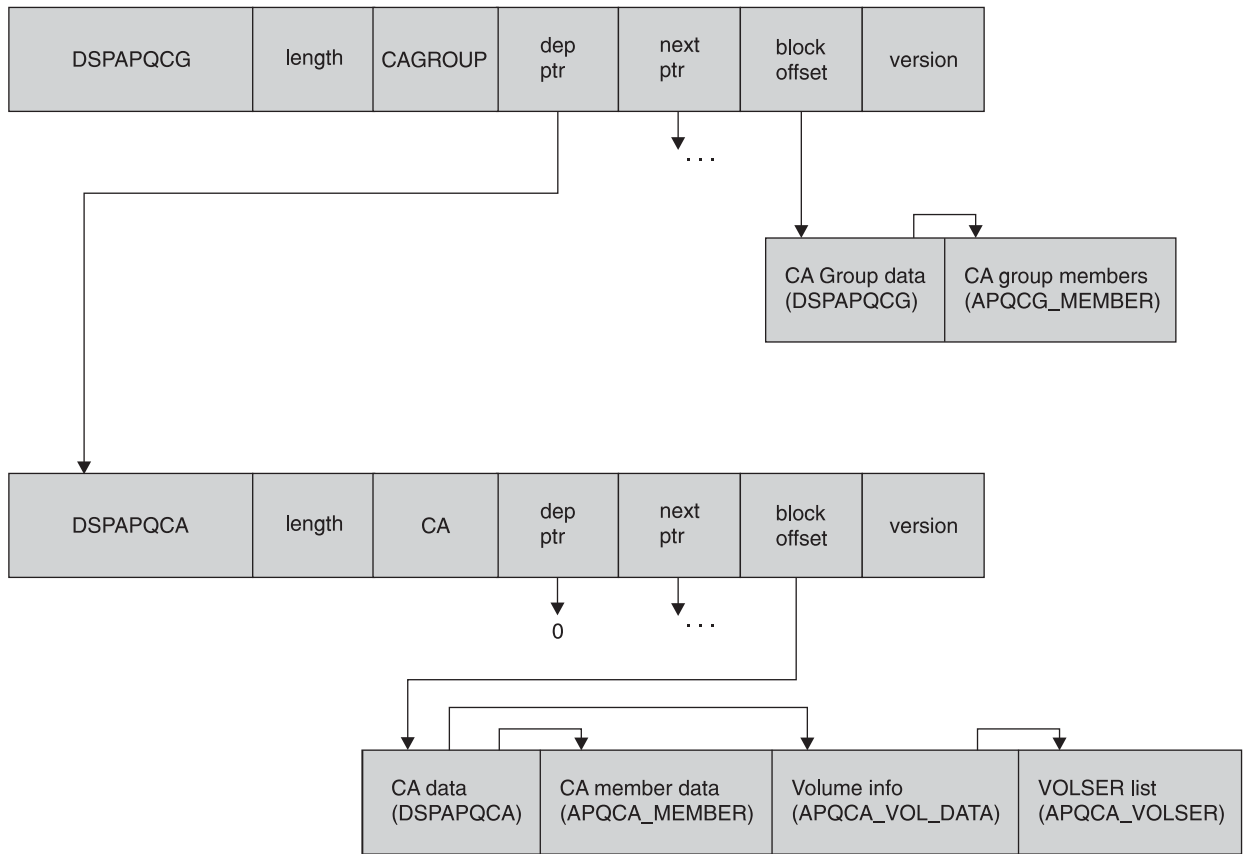 DSPAPQCG
length
CAGROUP
dep
ptr
next
ptr
block
offset
version
. . .
CA Group data
(DSPAPQCG)
CA group members
(APQCG_MEMBER)
DSPAPQCA
length
CA
dep
ptr
next
ptr
block
offset
version
0
. . .
CA data
(DSPAPQCA)
CA member data
(APQCA_MEMBER)
Volume info
(APQCA_VOL_DATA)
VOLSER list
(APQCA_VOLSER)